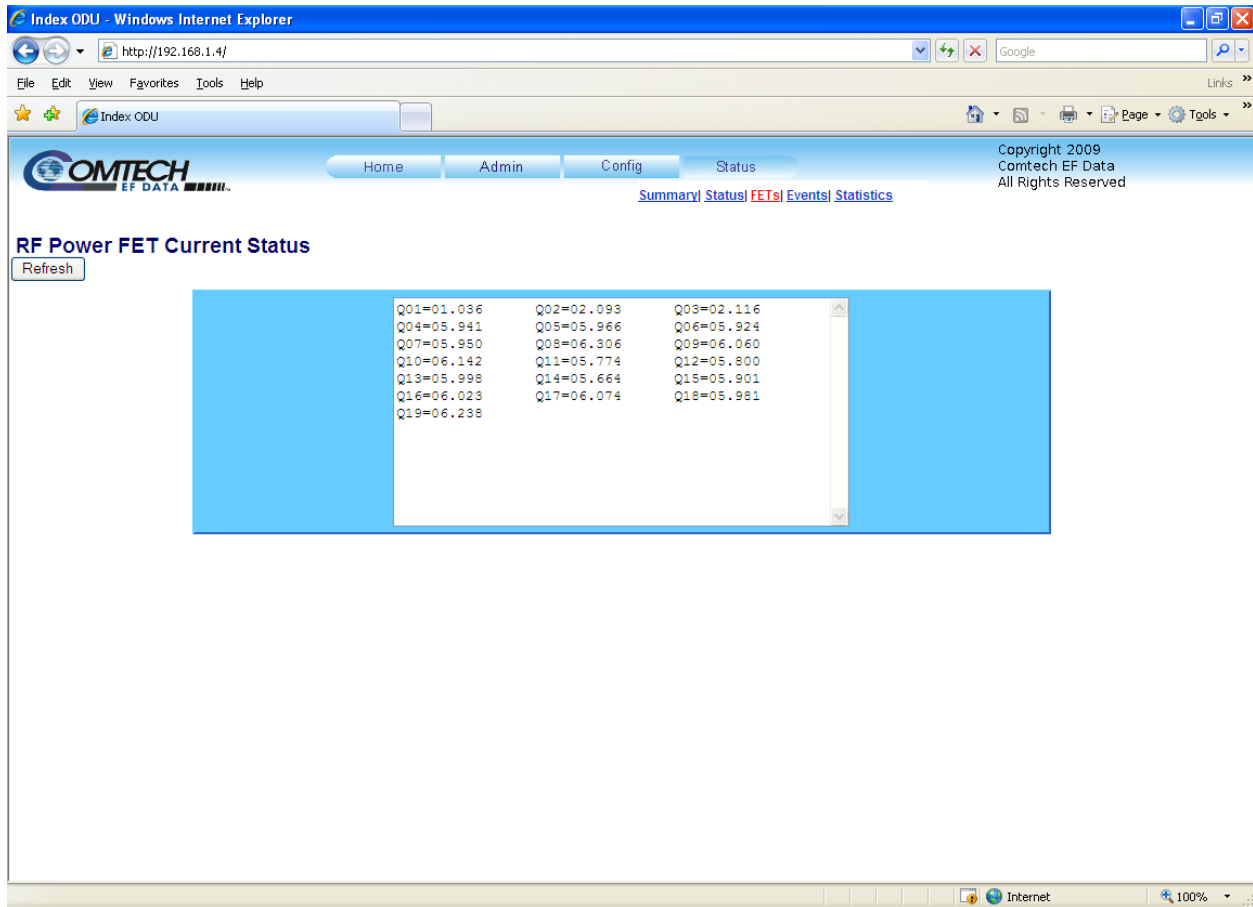 Index ODU - Windows Internet Explorer
http://192.168.1.4/
Google
File Edit View Favorites Tools Help
Links »
Index ODU
Page Tools »
COMTECH
EF DATA
Home Admin Config Status
Copyright 2009
Comtech EF Data
All Rights Reserved
Summary| Status| FETs| Events| Statistics
RF Power FET Current Status
Refresh
Q01=01.036 Q02=02.093 Q03=02.116
Q04=05.941 Q05=05.966 Q06=05.924
Q07=05.950 Q08=06.306 Q09=06.060
Q10=06.142 Q11=05.774 Q12=05.800
Q13=05.998 Q14=05.664 Q15=05.901
Q16=06.023 Q17=06.074 Q18=05.981
Q19=06.238
Internet 100%